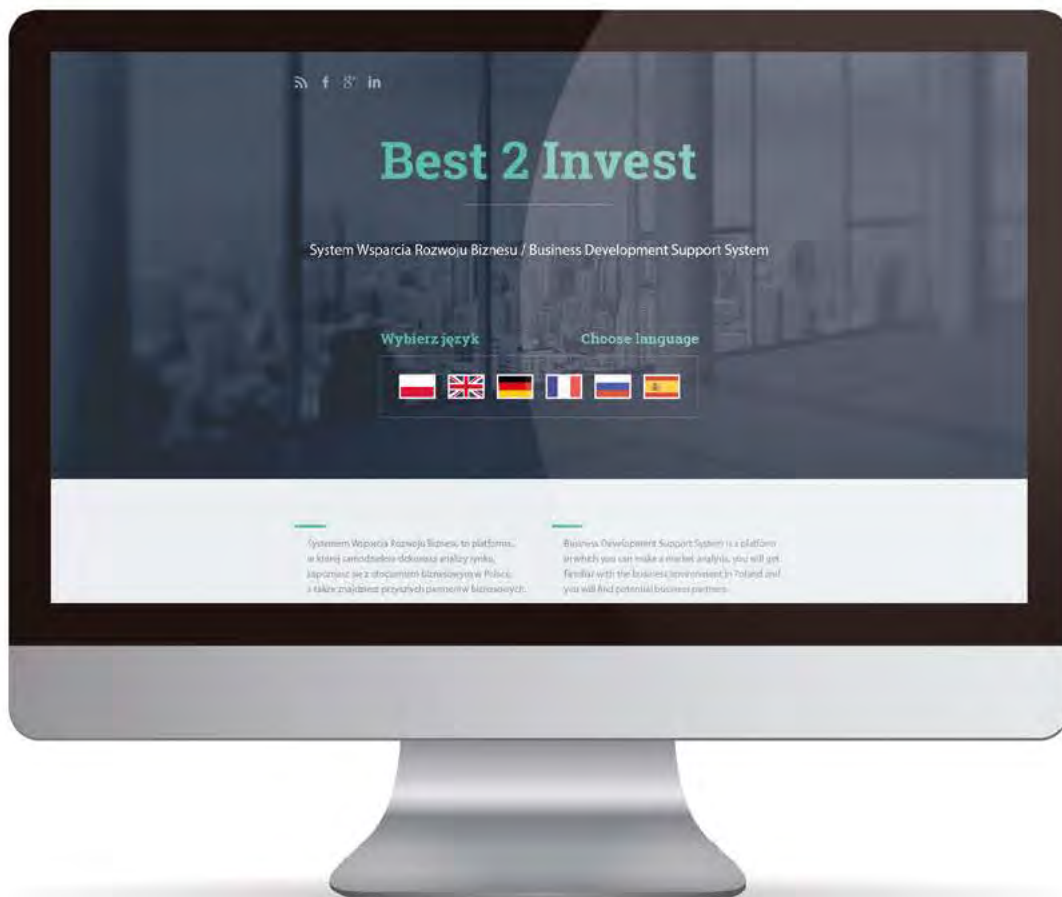 f g+ in
Best 2 Invest
System Wsparcia Rozwoju Biznesu / Business Development Support System
Wybierz język
Choose language
Systemem Wsparcia Rozwoju Biznesu to platforma,
w której samodzielnie dokonasz analizy rynku,
zapoznasz się z otoczeniem biznesowym w Polsce,
a także znajdziesz przyszłych partnerów biznesowych.
Business Development Support System is a platform
on which you can make a market analysis, you will get
familiar with the business environment in Poland and
you will find potential business partners.